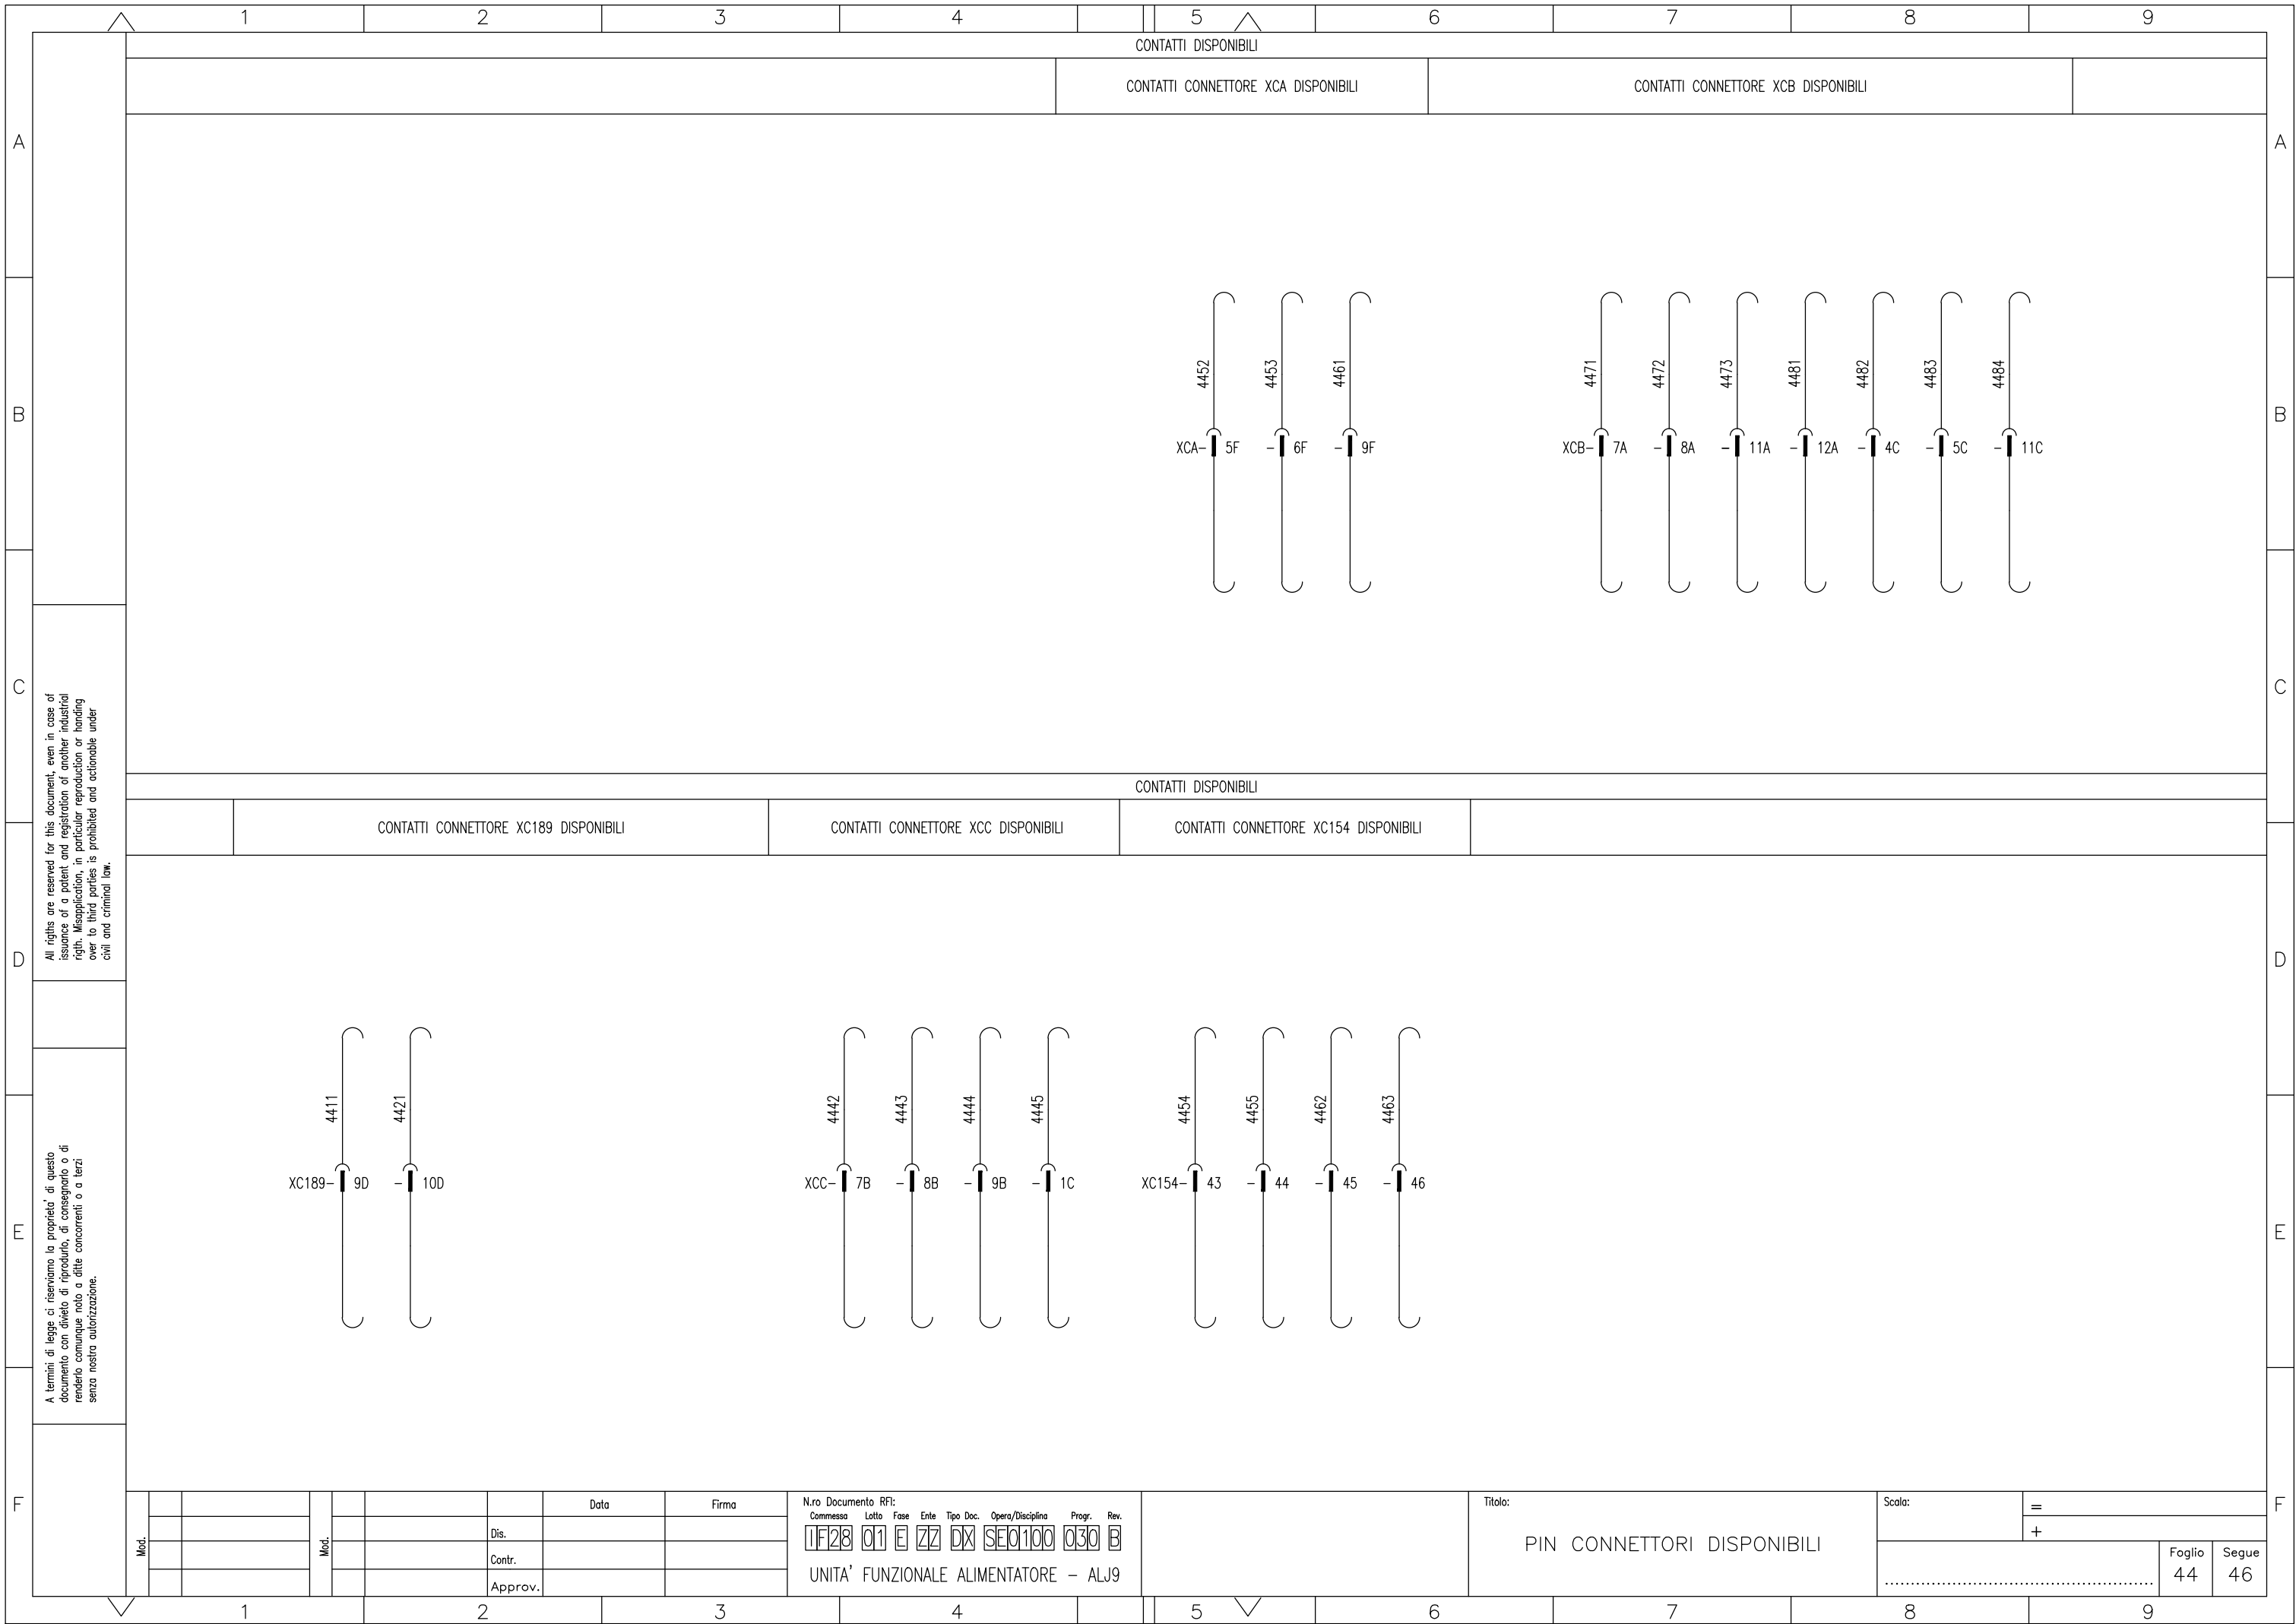 1 2 3 4 5 6 7 8 9
CONTATTI DISPONIBILI
CONTATTI CONNETTORE XCA DISPONIBILI
CONTATTI CONNETTORE XCB DISPONIBILI
A A
4452 4453 4461 4471 4472 4473 4481 4482 4483 4484
B B
XCA- 5F - 6F - 9F XCB- 7A - 8A - 11A - 12A - 4C - 5C - 11C
C C
All rigths are reserved for this document, even in case of
issuance of a patent and registration of another industrial
rigth. Misapplication, in particular reproduction or handing
over to third parties is prohibited and actionable under
civil and criminal law.
CONTATTI DISPONIBILI
CONTATTI CONNETTORE XC189 DISPONIBILI
CONTATTI CONNETTORE XCC DISPONIBILI
CONTATTI CONNETTORE XC154 DISPONIBILI
D D
4411 4421 4442 4443 4444 4445 4454 4455 4462 4463
XC189- 9D - 10D XCC- 7B - 8B - 9B - 1C XC154- 43 - 44 - 45 - 46
E E
A termini di legge ci riserviamo la proprieta' di questo
documento con divieto di riprodurlo, di consegnarlo o di
renderlo comunque noto a ditte concorrenti o a terzi
senza nostra autorizzazione.
F F
Mod.
Mod.
Data Firma
Dis.
Contr.
Approv.
N.ro Documento RFI:
Commessa Lotto Fase Ente Tipo Doc. Opera/Disciplina Progr. Rev.
IF28 01 E ZZ DX SE0100 030 B
UNITA' FUNZIONALE ALIMENTATORE - ALJ9
Titolo:
PIN CONNETTORI DISPONIBILI
Scala:
=
+
Foglio Segue
44 46
1 2 3 4 5 6 7 8 9